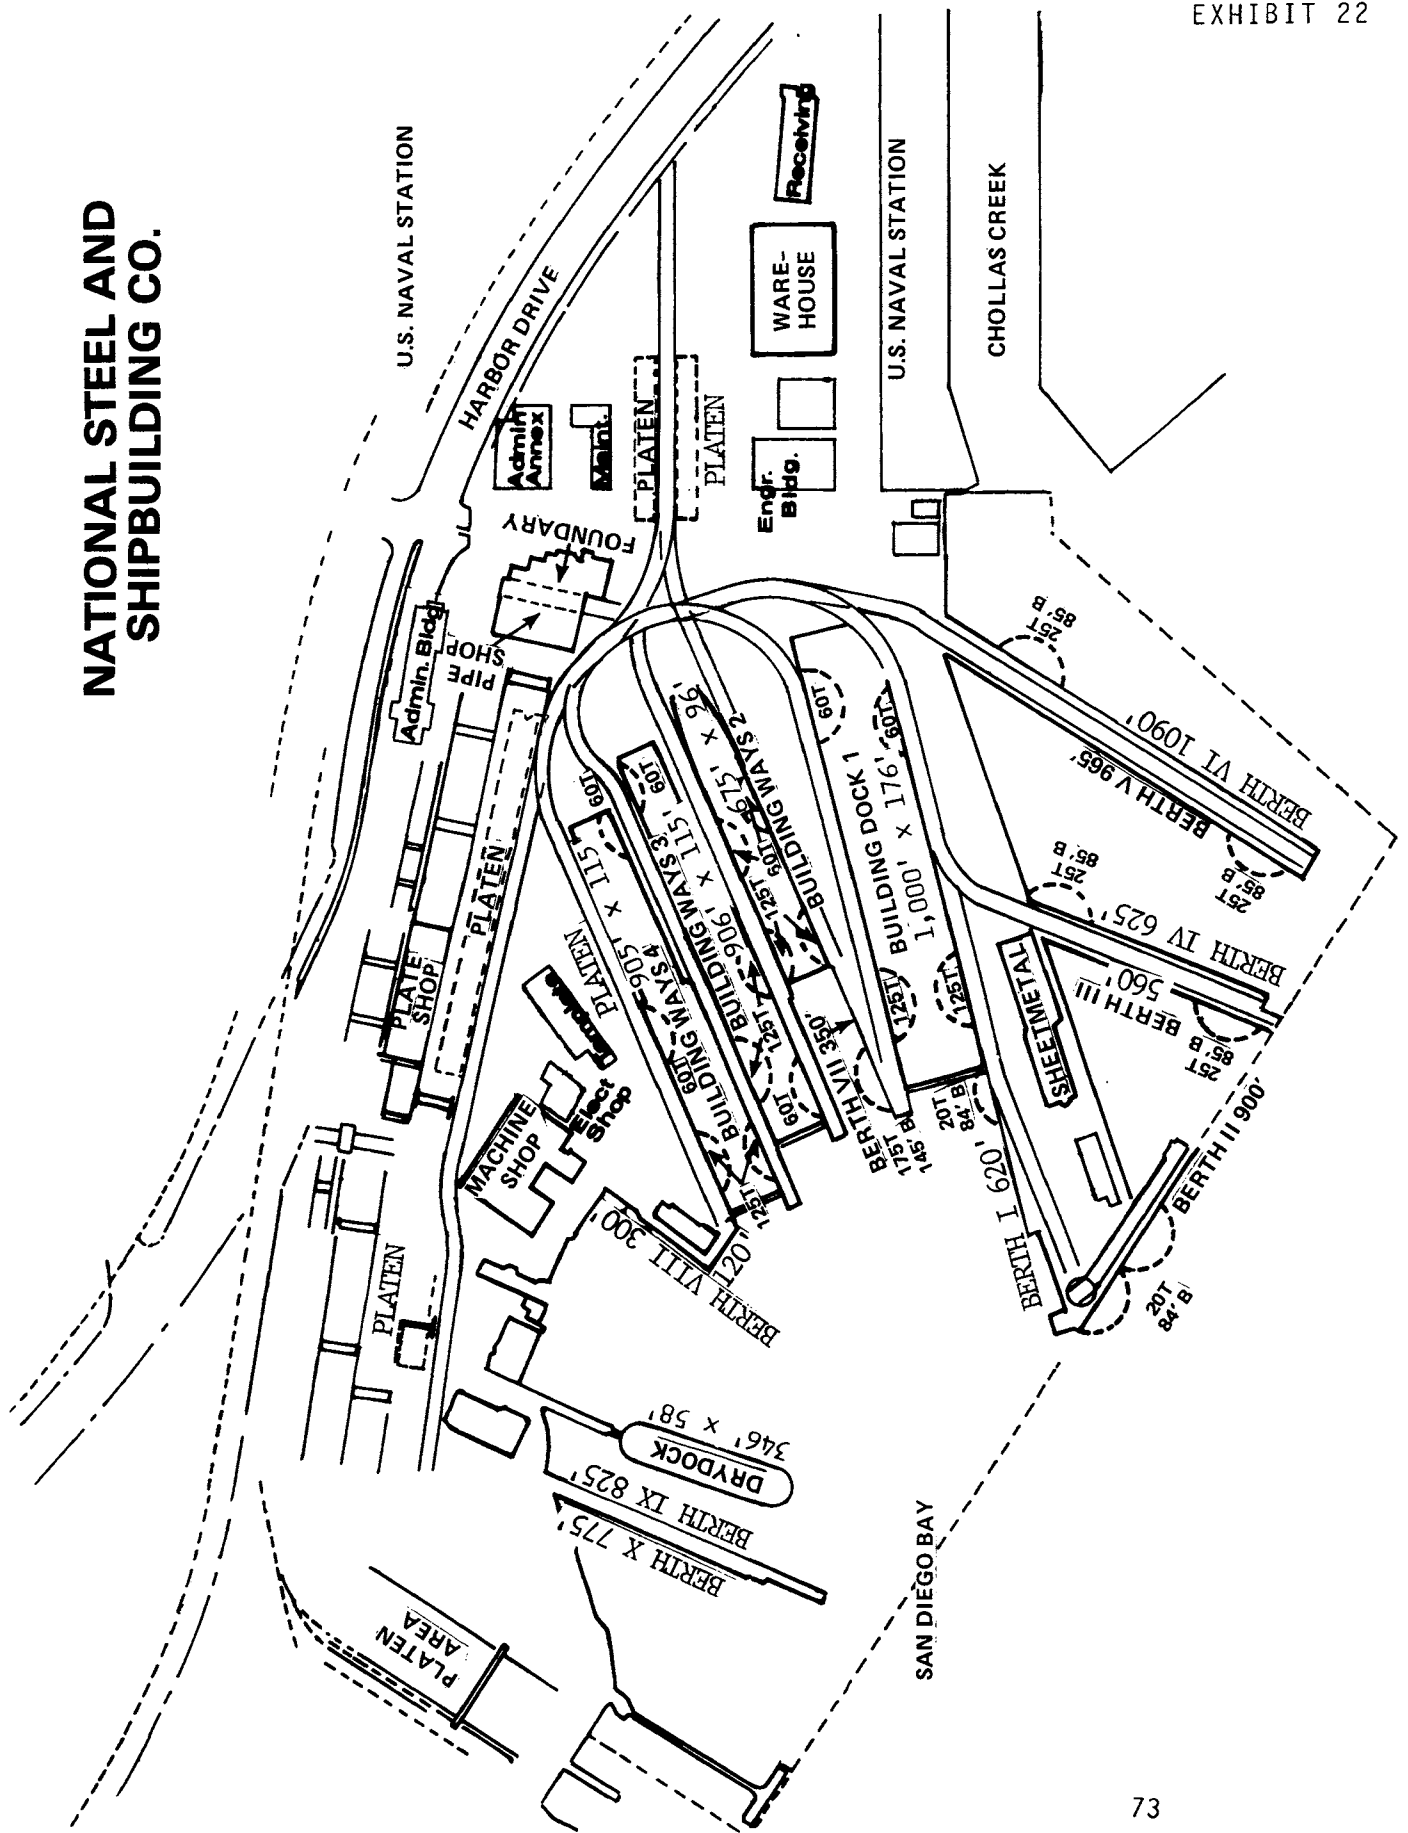 EXHIBIT 22
NATIONAL STEEL AND
SHIPBUILDING CO.
U.S. NAVAL STATION
HARBOR DRIVE
Receiving
WARE-
HOUSE
U.S. NAVAL STATION
CHOLLAS CREEK
Admin
Annex
Maint.
PLATEN
PLATEN
Engr.
Bldg.
FOUNDARY
PIPE
SHOP
Admin. Bldg
PLATEN
PLATE
SHOP
PLATEN
Template
MACHINE
SHOP
Elect
Shop
PLATEN
905' x 115'
BUILDING WAYS 4
60T
60T
125T
BUILDING WAYS 3
906' x 115'
60T
125T
60T
675' x 96'
BUILDING WAYS 2
60T
125T
BUILDING DOCK 1
1,000' x 176'
60T
60T
125T
125T
BERTH VII 350'
175T
145' B
20T
84' B
BERTH I 620'
SHEETMETAL
BERTH II 900'
20T
84' B
BERTH III
560'
25T
85' B
BERTH IV 625'
25T
85' B
BERTH V 965'
25T
85' B
BERTH VI 1090'
25T
85' B
BERTH VIII 300'
120'
DRYDOCK
346' x 58'
BERTH IX 825'
BERTH X 775'
PLATEN
AREA
SAN DIEGO BAY
73